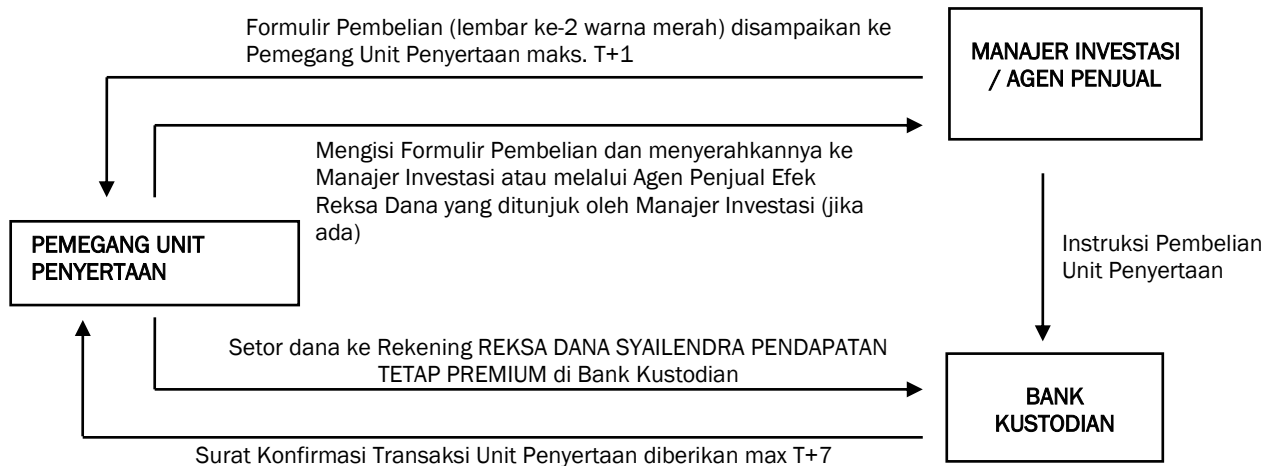 Formulir Pembelian (lembar ke-2 warna merah) disampaikan ke
Pemegang Unit Penyertaan maks. T+1
MANAJER INVESTASI
/ AGEN PENJUAL
Mengisi Formulir Pembelian dan menyerahkannya ke
Manajer Investasi atau melalui Agen Penjual Efek
Reksa Dana yang ditunjuk oleh Manajer Investasi (jika
ada)
PEMEGANG UNIT
PENYERTAAN
Instruksi Pembelian
Unit Penyertaan
Setor dana ke Rekening REKSA DANA SYAILENDRA PENDAPATAN
TETAP PREMIUM di Bank Kustodian
BANK
KUSTODIAN
Surat Konfirmasi Transaksi Unit Penyertaan diberikan max T+7